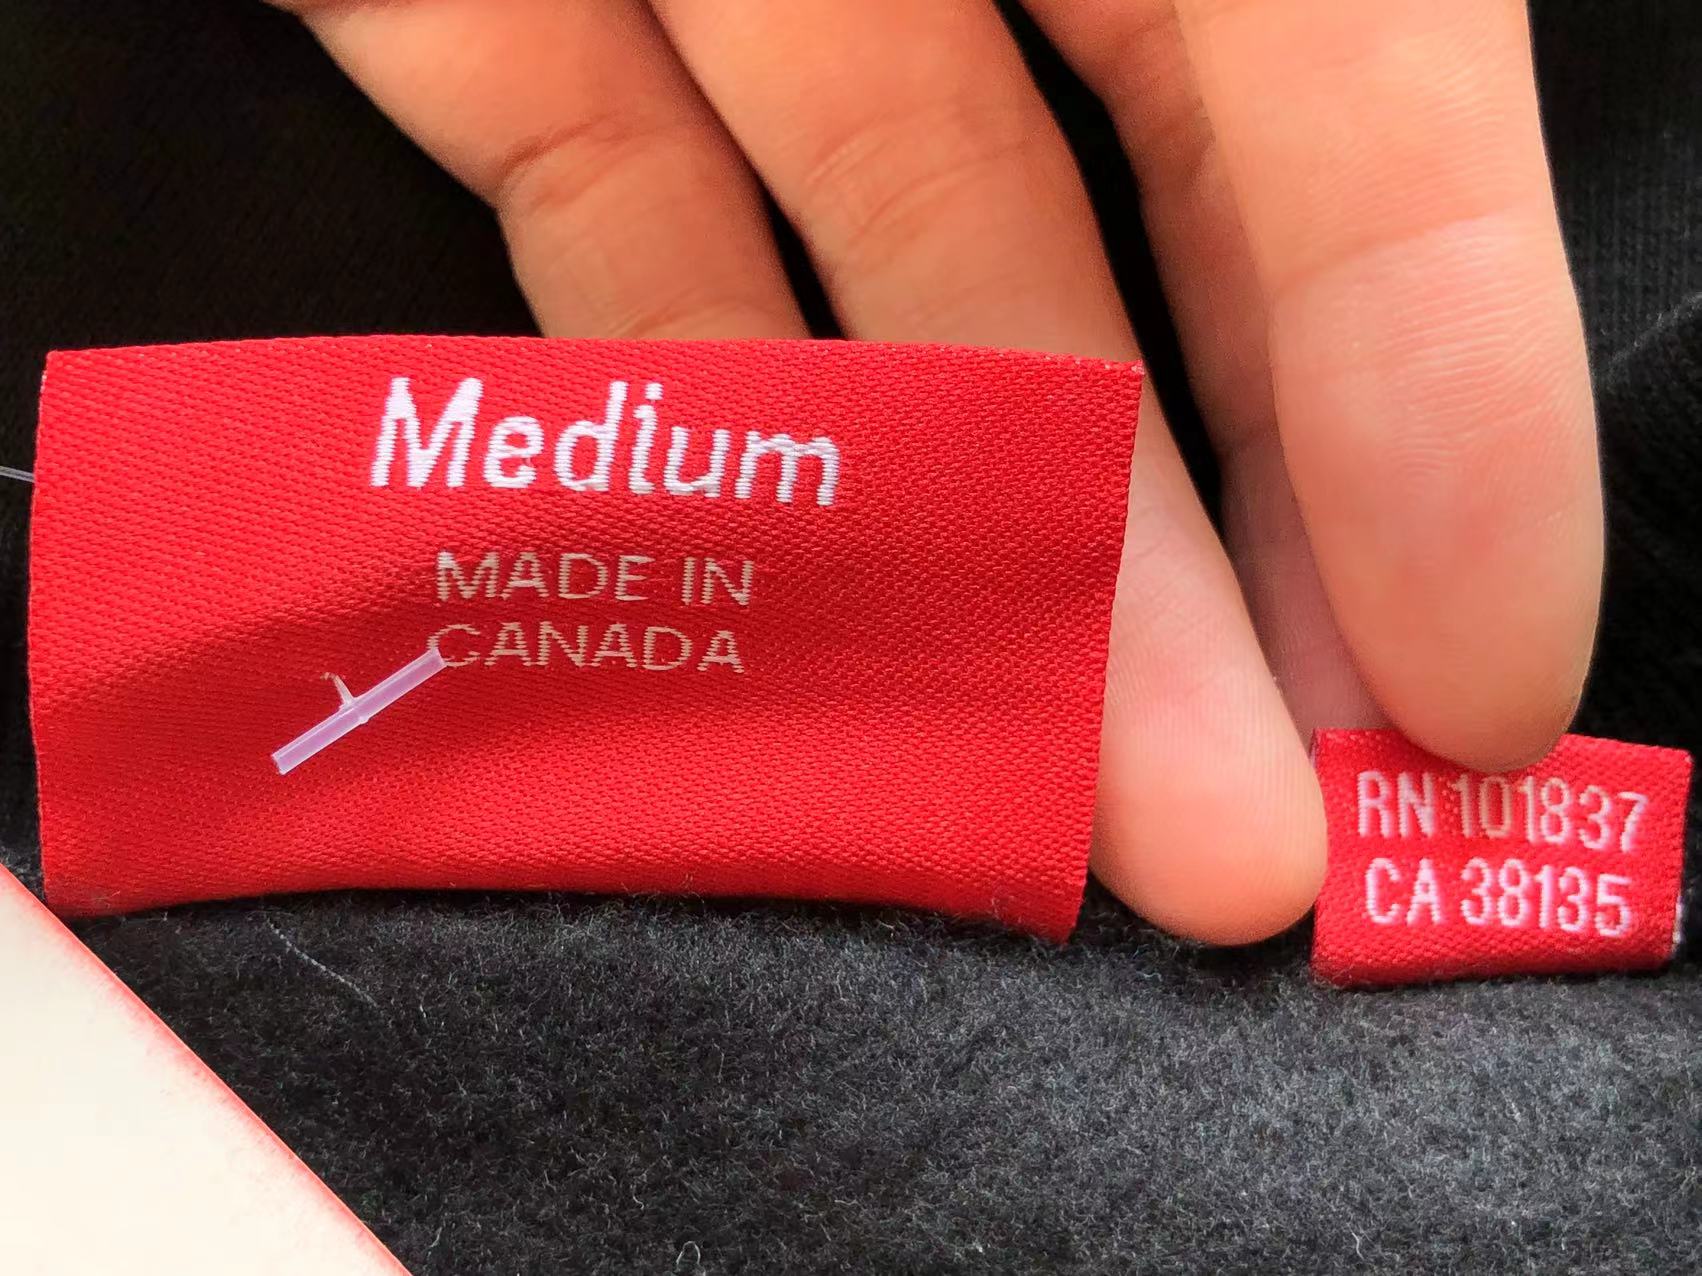 Medium
MADE IN
CANADA
RN 101837
CA 38135